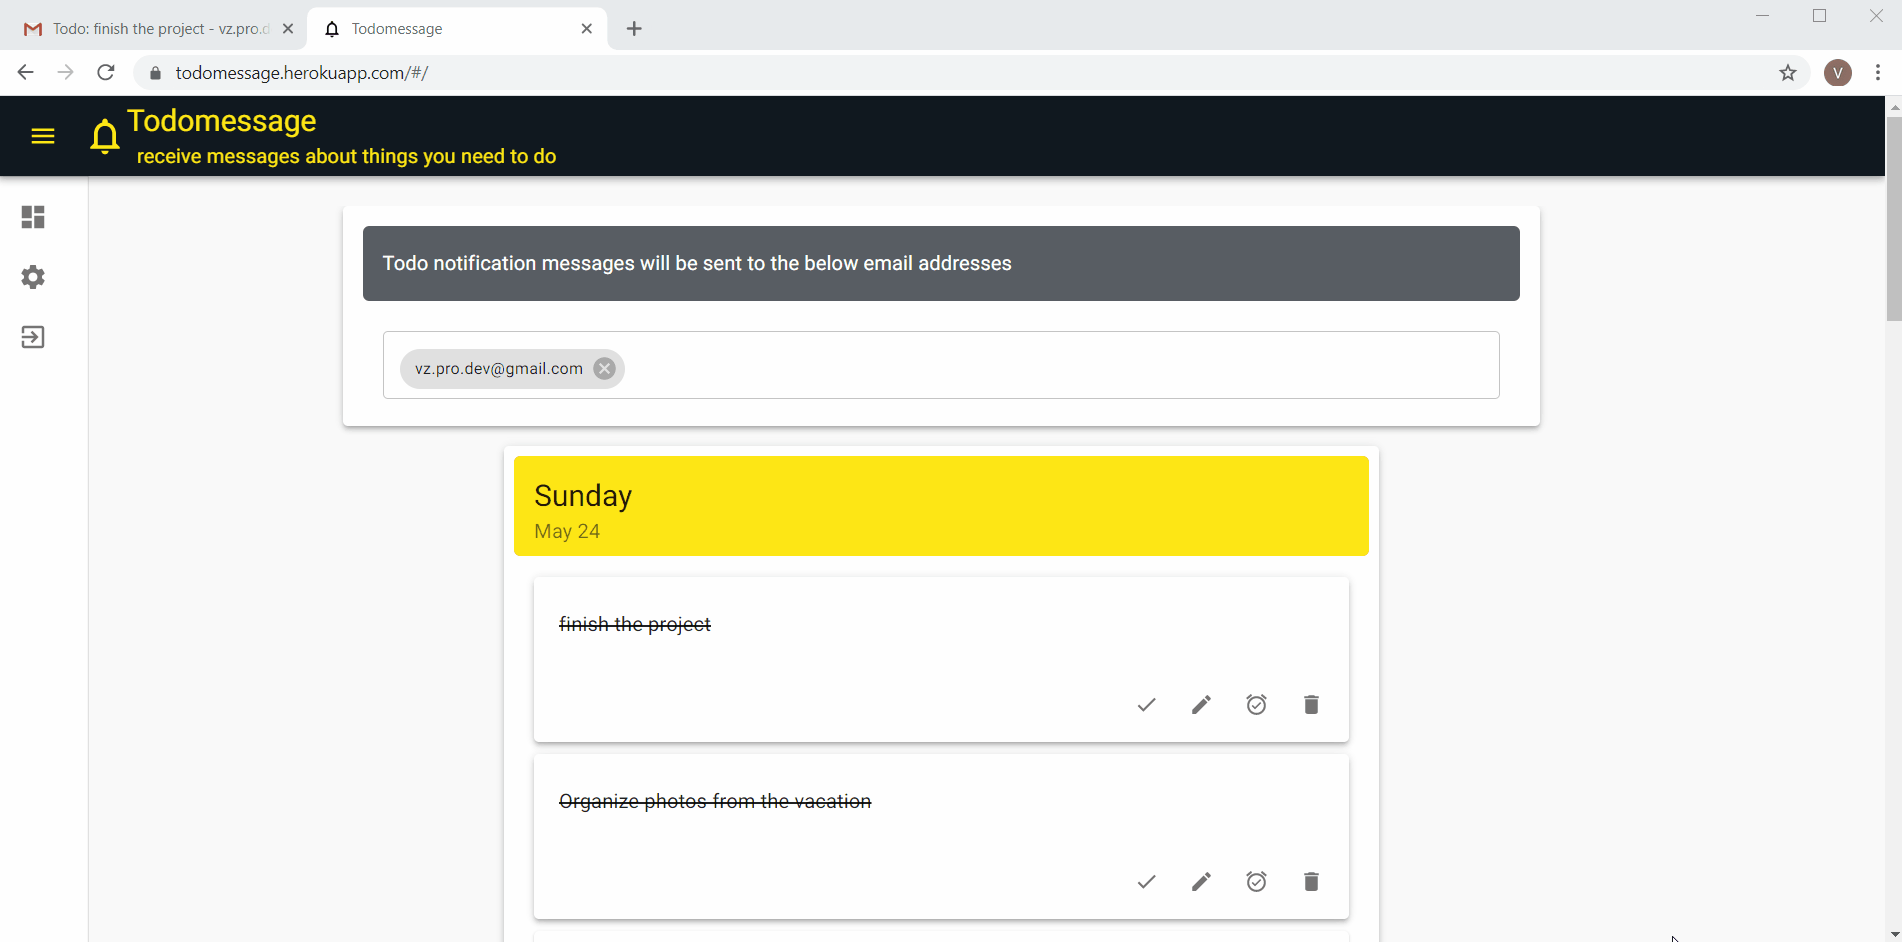 Todo: finish the project - vz.pro.d
Todomessage
todomessage.herokuapp.com/#/
V
Todomessage
receive messages about things you need to do
Todo notification messages will be sent to the below email addresses
vz.pro.dev@gmail.com
Sunday
May 24
finish the project
Organize photos from the vacation